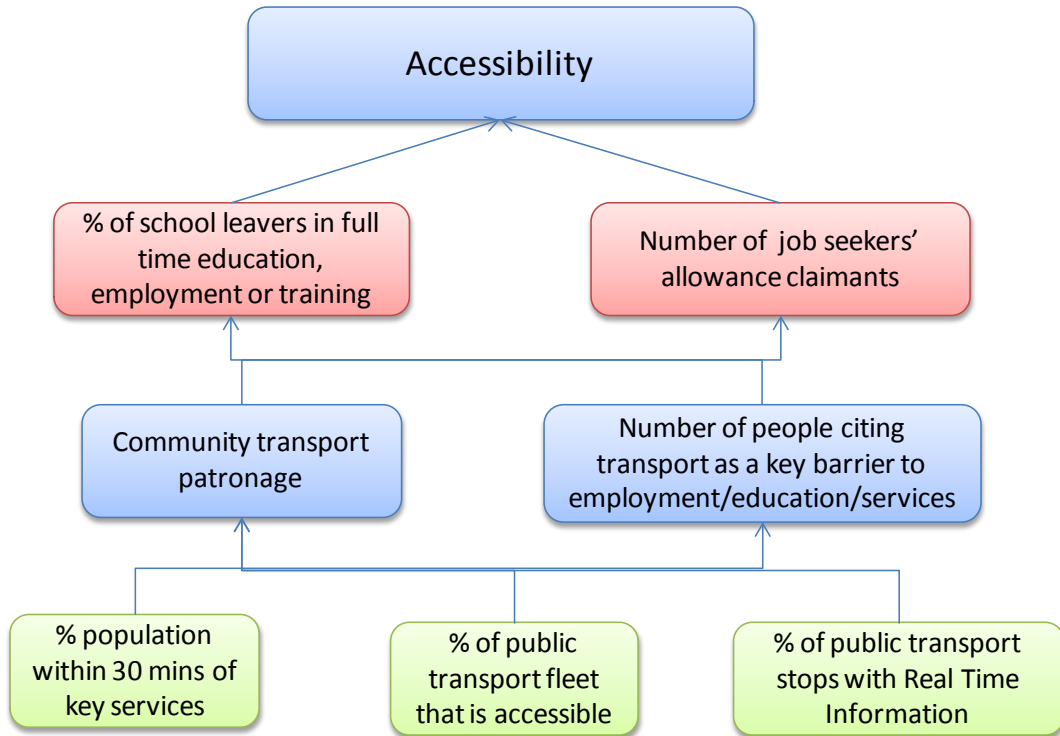 Accessibility
% of school leavers in full
time education,
employment or training
Number of job seekers’
allowance claimants
Community transport
patronage
Number of people citing
transport as a key barrier to
employment/education/services
% population
within 30 mins of
key services
% of public
transport fleet
that is accessible
% of public transport
stops with Real Time
Information